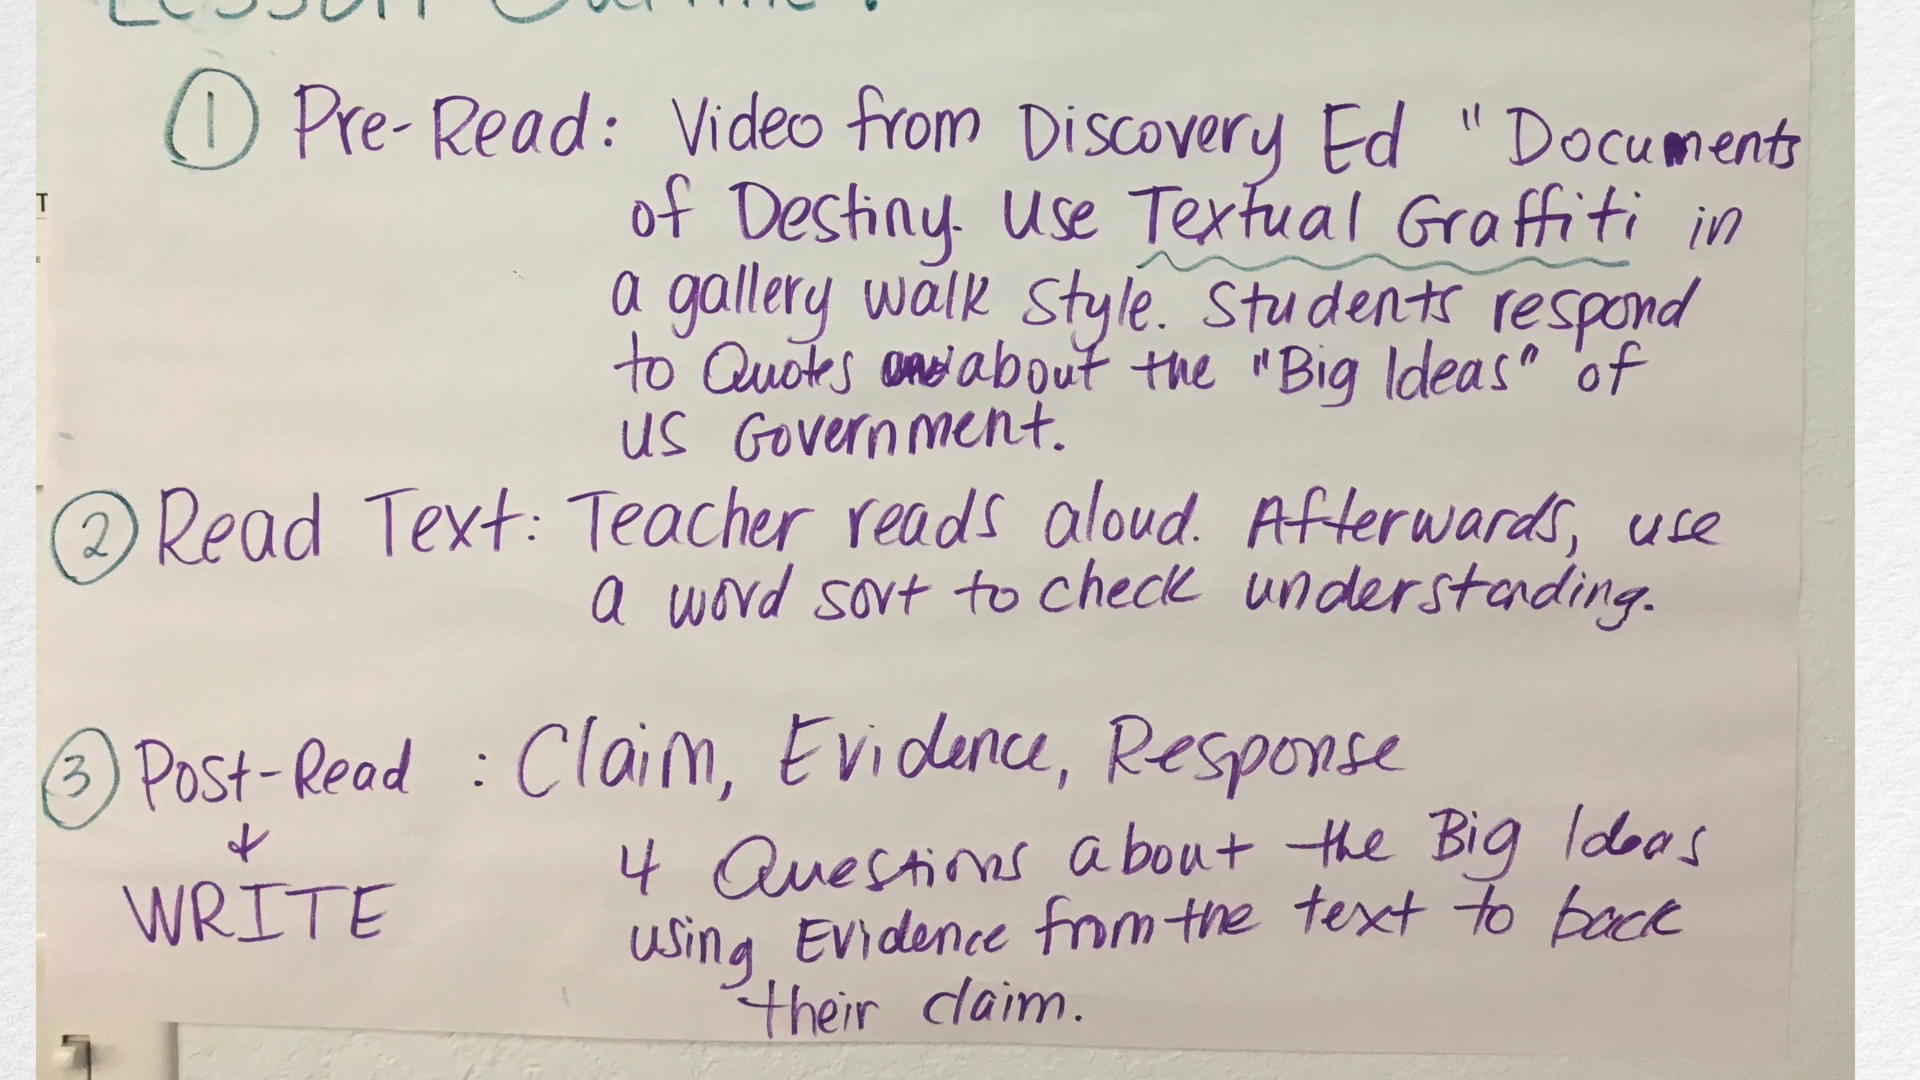 Lesson Outline:
① Pre-Read: Video from Discovery Ed "Documents
of Destiny. Use Textual Graffiti in
a gallery walk style. Students respond
to Quotes about the "Big Ideas" of
US Government.
② Read Text: Teacher reads aloud. Afterwards, use
a word sort to check understanding.
③ Post-Read : Claim, Evidence, Response
+
WRITE
4 Questions about the Big Ideas
using Evidence from the text to back
their claim.